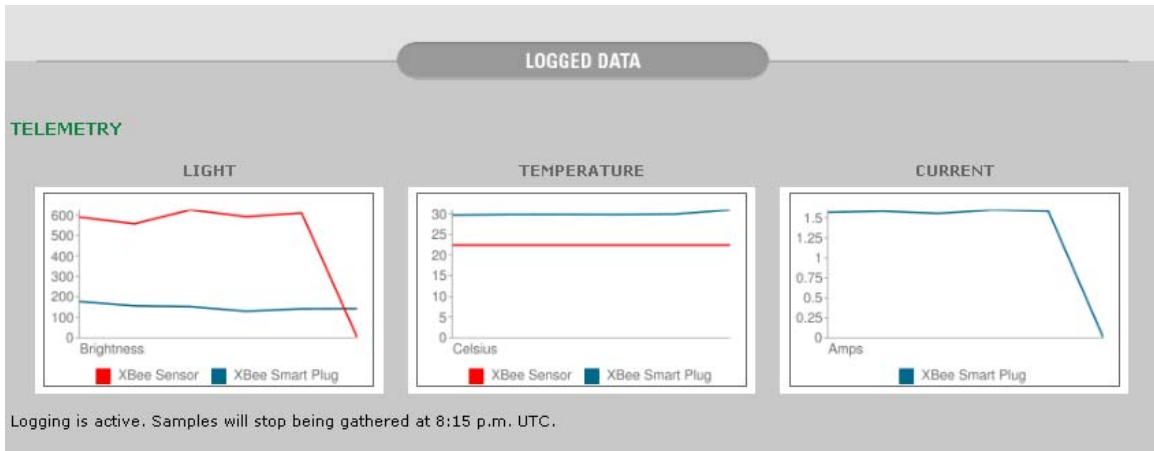 LOGGED DATA
TELEMETRY
LIGHT
600
500
400
300
200
100
0
Brightness
XBee Sensor XBee Smart Plug
TEMPERATURE
30
25
20
15
10
5
0
Celsius
XBee Sensor XBee Smart Plug
CURRENT
1.5
1.25
1
0.75
0.5
0.25
0
Amps
XBee Smart Plug
Logging is active. Samples will stop being gathered at 8:15 p.m. UTC.